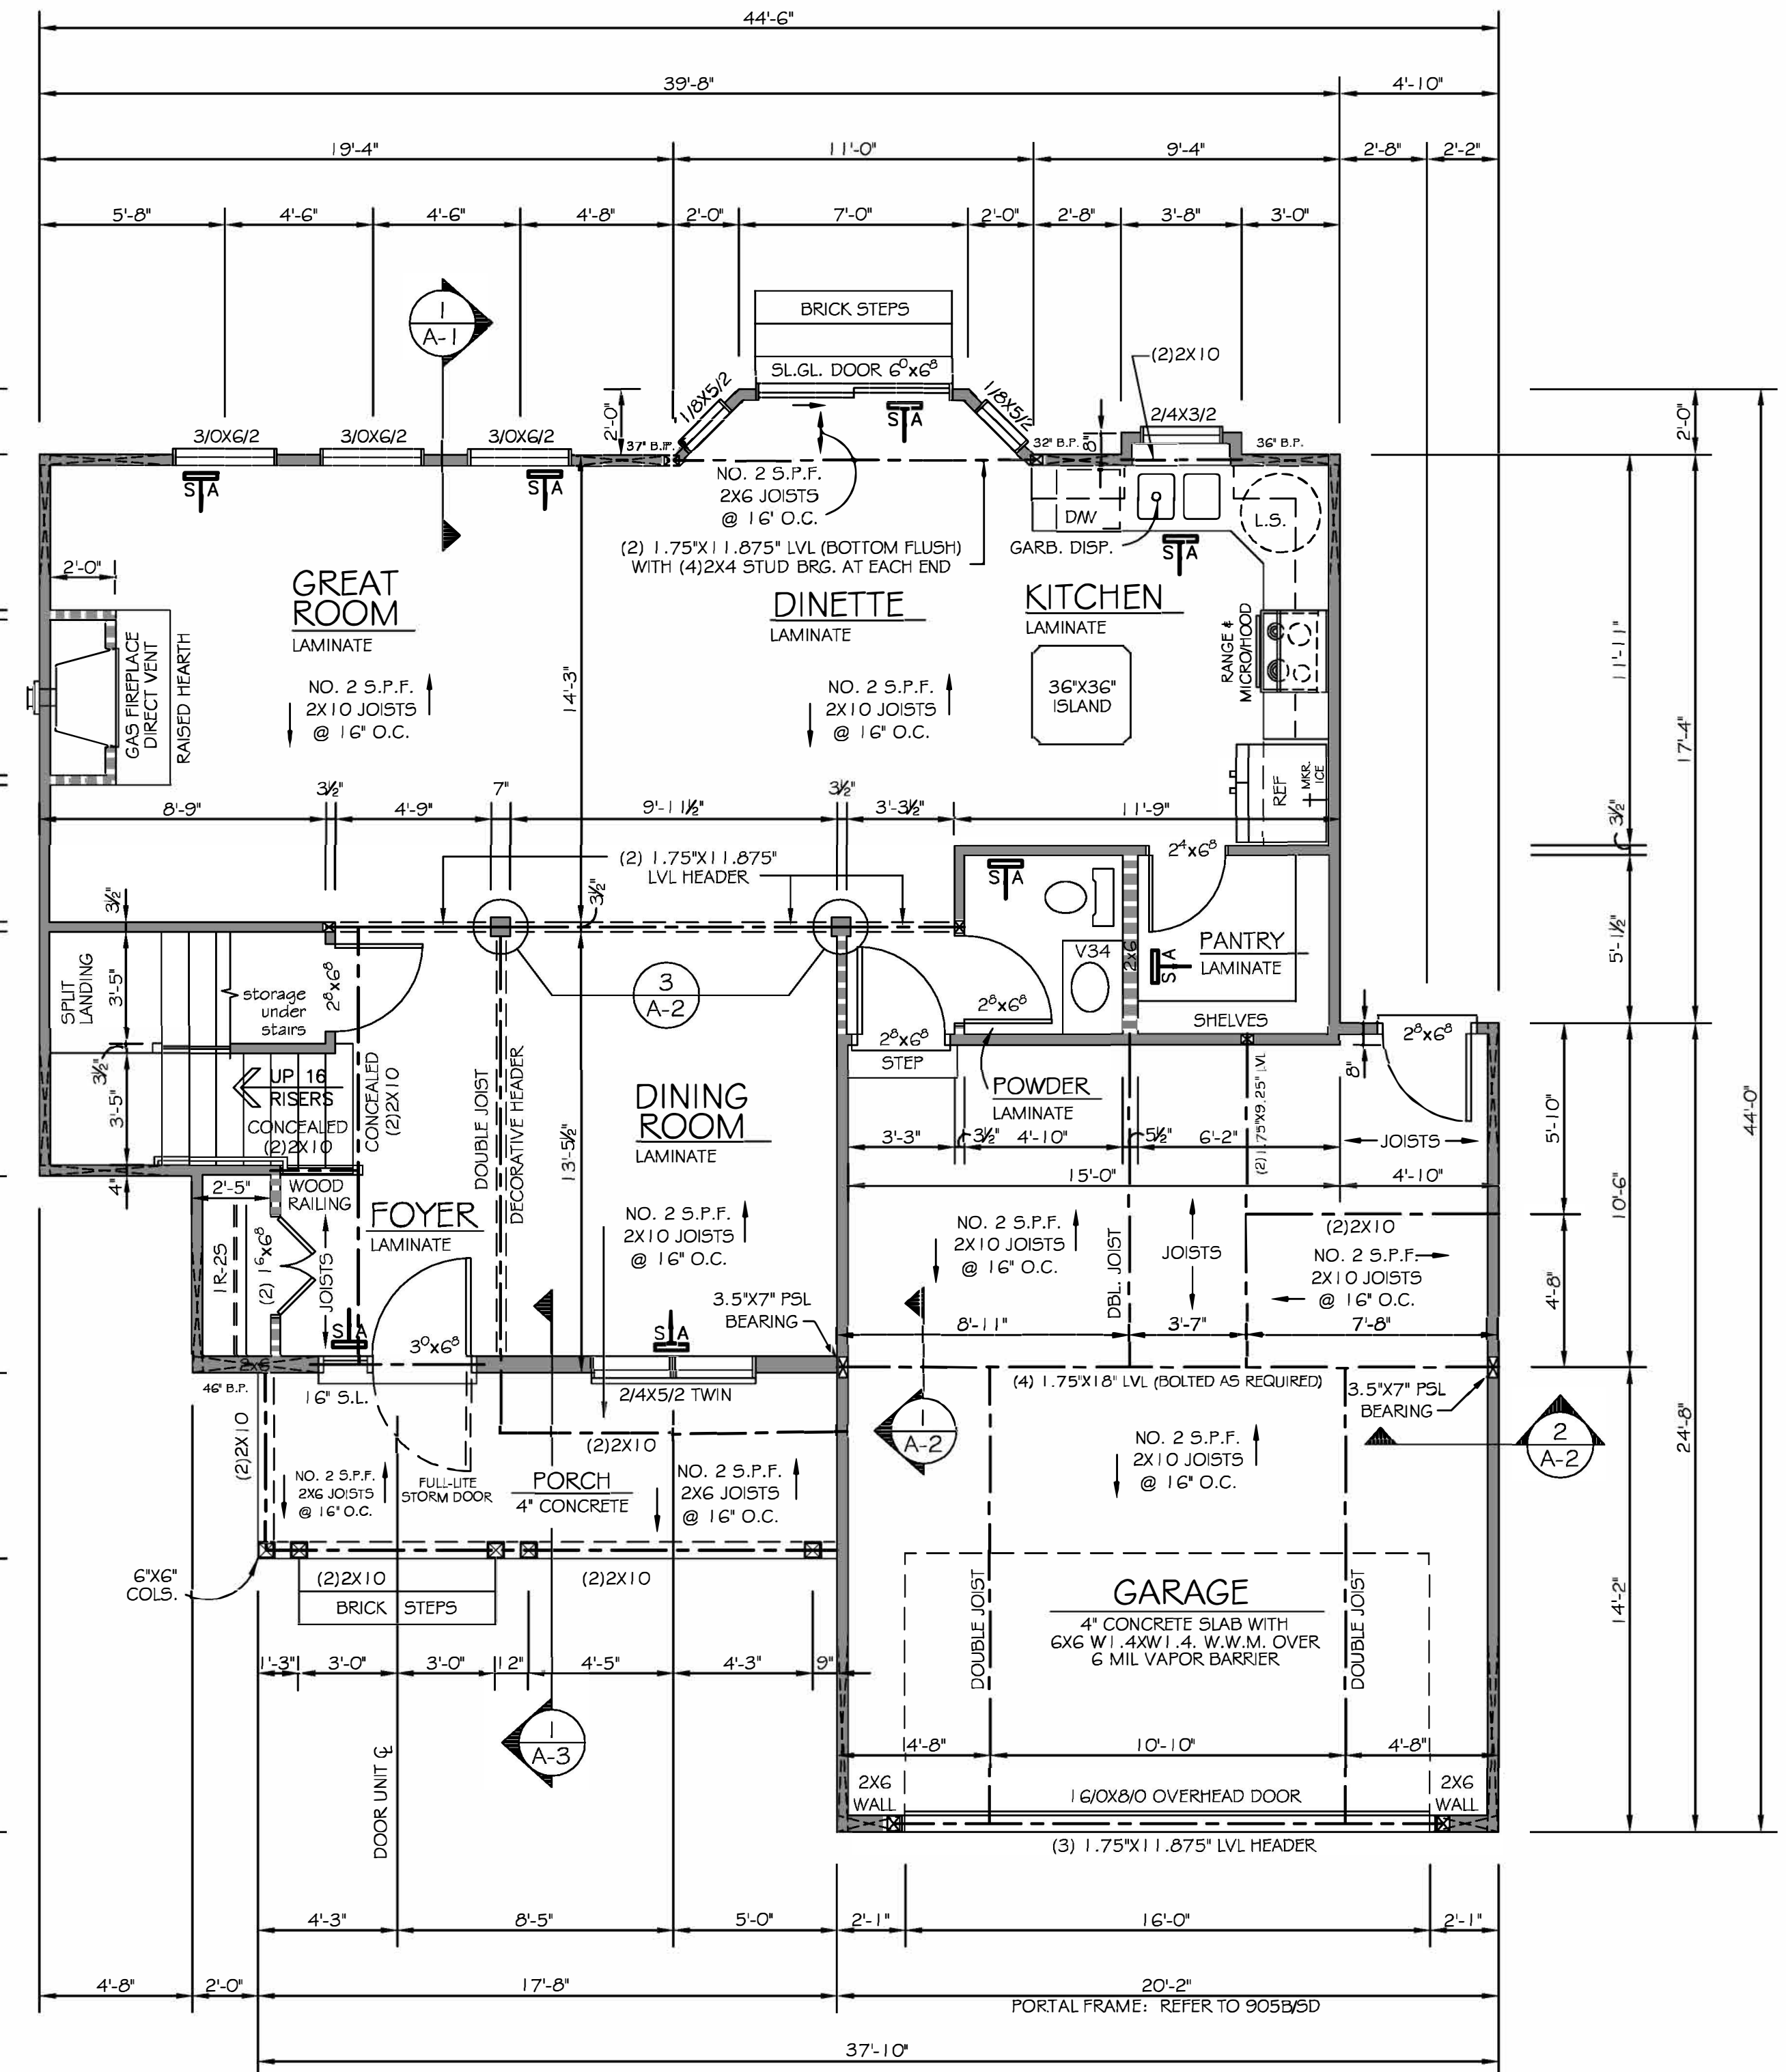 44'-6"
39'-8" 4'-10"
19'-4" 11'-0" 9'-4" 2'-8" 2'-2"
5'-8" 4'-6" 4'-6" 4'-8" 2'-0" 7'-0" 2'-0" 2'-8" 3'-8" 3'-0"
1
A-1
BRICK STEPS
SL.GL. DOOR 6⁰x6⁸
(2)2X10
1/8X5/2
1/8X5/2
2/4X3/2
2'-0"
2'-0"
3/0X6/2 3/0X6/2 3/0X6/2
37" B.P.
32" B.P.
8"
36" B.P.
S A
S A
S A
NO. 2 S.P.F.
2X6 JOISTS
@ 16' O.C.
D/W
L.S.
(2) 1.75"X11.875" LVL (BOTTOM FLUSH)
WITH (4)2X4 STUD BRG. AT EACH END
GARB. DISP.
S A
2'-0"
GREAT
ROOM
LAMINATE
DINETTE
LAMINATE
KITCHEN
LAMINATE
GAS FIREPLACE
DIRECT VENT
RAISED HEARTH
RANGE &
MICRO/HOOD
11'-11"
17'-4"
44'-0"
14'-3"
NO. 2 S.P.F.
2X10 JOISTS
@ 16" O.C.
NO. 2 S.P.F.
2X10 JOISTS
@ 16" O.C.
36"X36"
ISLAND
REF
MKR.
ICE
3½" 7" 3½"
8'-9" 4'-9" 9'-11½" 3'-3½" 11'-9"
3½"
(2) 1.75"X11.875"
LVL HEADER
2⁴x6⁸
S A
3½"
3½"
5'-1½"
SPLIT
LANDING
3'-5"
storage
under
stairs
2⁸x6⁸
3
A-2
V34
2X6
S A
PANTRY
LAMINATE
SHELVES
2⁸x6⁸
2⁸x6⁸
STEP
2⁸x6⁸
8"
3½"
3'-5"
UP 16
RISERS
CONCEALED
(2)2X10
CONCEALED
(2)2X10
DOUBLE JOIST
DECORATIVE HEADER
13'-5½"
DINING
ROOM
LAMINATE
POWDER
LAMINATE
(2)1.75"X9.25" LVL
3'-3" 3½" 4'-10" 5½" 6'-2"
JOISTS
5'-10"
10'-6"
4"
2'-5"
WOOD
RAILING
15'-0" 4'-10"
FOYER
LAMINATE
1R-2S
(2) 1⁶x6⁸
JOISTS
NO. 2 S.P.F.
2X10 JOISTS
@ 16" O.C.
NO. 2 S.P.F.
2X10 JOISTS
@ 16" O.C.
DBL. JOIST
JOISTS
(2)2X10
NO. 2 S.P.F.
2X10 JOISTS
@ 16" O.C.
4'-8"
3.5"X7" PSL
BEARING
S A
3⁰x6⁸
S A
8'-11" 3'-7" 7'-8"
2X6
46" B.P.
16" S.L.
2/4X5/2 TWIN
(4) 1.75"X18" LVL (BOLTED AS REQUIRED)
3.5"X7" PSL
BEARING
(2)2X10
(2)2X10
1
A-2
2
A-2
24'-8"
14'-2"
NO. 2 S.P.F.
2X6 JOISTS
@ 16" O.C.
FULL-LITE
STORM DOOR
PORCH
4" CONCRETE
NO. 2 S.P.F.
2X6 JOISTS
@ 16" O.C.
NO. 2 S.P.F.
2X10 JOISTS
@ 16" O.C.
6"X6"
COLS.
(2)2X10
(2)2X10
BRICK STEPS
DOUBLE JOIST
GARAGE
4" CONCRETE SLAB WITH
6X6 W1.4XW1.4. W.W.M. OVER
6 MIL VAPOR BARRIER
DOUBLE JOIST
1'-3" 3'-0" 3'-0" 12" 4'-5" 4'-3" 9"
1
A-3
DOOR UNIT ℄
4'-8" 10'-10" 4'-8"
2X6
WALL
16/0X8/0 OVERHEAD DOOR
2X6
WALL
(3) 1.75"X11.875" LVL HEADER
4'-3" 8'-5" 5'-0" 2'-1" 16'-0" 2'-1"
4'-8" 2'-0" 17'-8" 20'-2"
PORTAL FRAME: REFER TO 905B/SD
37'-10"